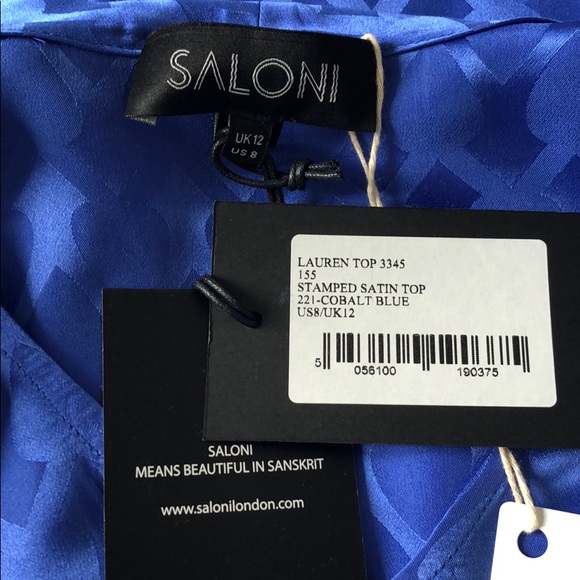 SALONI
UK 12
US 8
LAUREN TOP 3345
155
STAMPED SATIN TOP
221-COBALT BLUE
US8/UK12
5 056100 190375
SALONI
MEANS BEAUTIFUL IN SANSKRIT
www.salonilondon.com